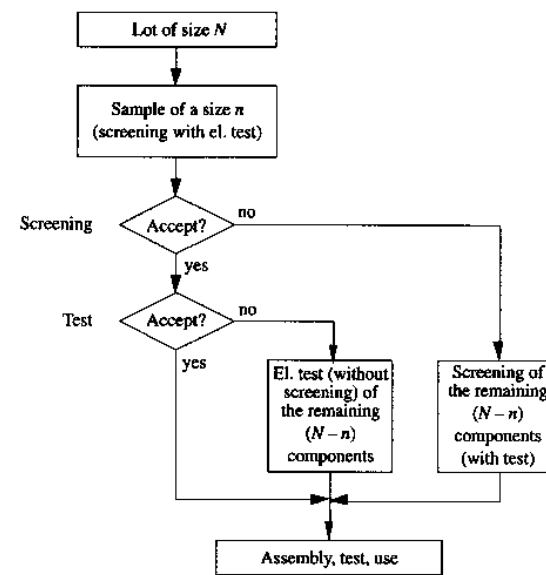 Lot of size N
Sample of a size n
(screening with el. test)
Screening
Accept?
no
yes
Test
Accept?
no
yes
El. test (without
screening) of
the remaining
(N – n)
components
Screening of
the remaining
(N – n)
components
(with test)
Assembly, test, use